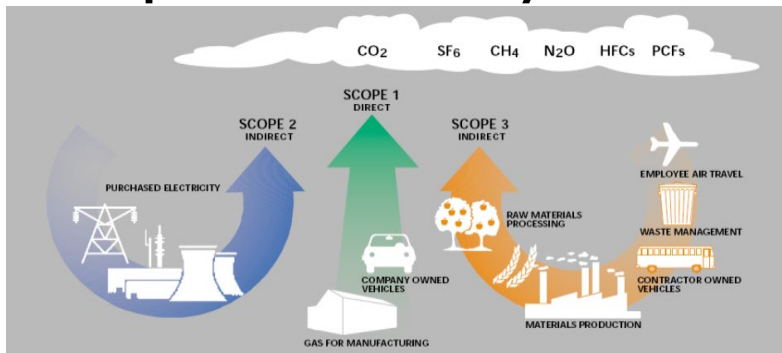 CO2 SF6 CH4 N2O HFCs PCFs
SCOPE 1
DIRECT
SCOPE 2
INDIRECT
SCOPE 3
INDIRECT
PURCHASED ELECTRICITY
EMPLOYEE AIR TRAVEL
RAW MATERIALS
PROCESSING
WASTE MANAGEMENT
COMPANY OWNED
VEHICLES
CONTRACTOR OWNED
VEHICLES
MATERIALS PRODUCTION
GAS FOR MANUFACTURING